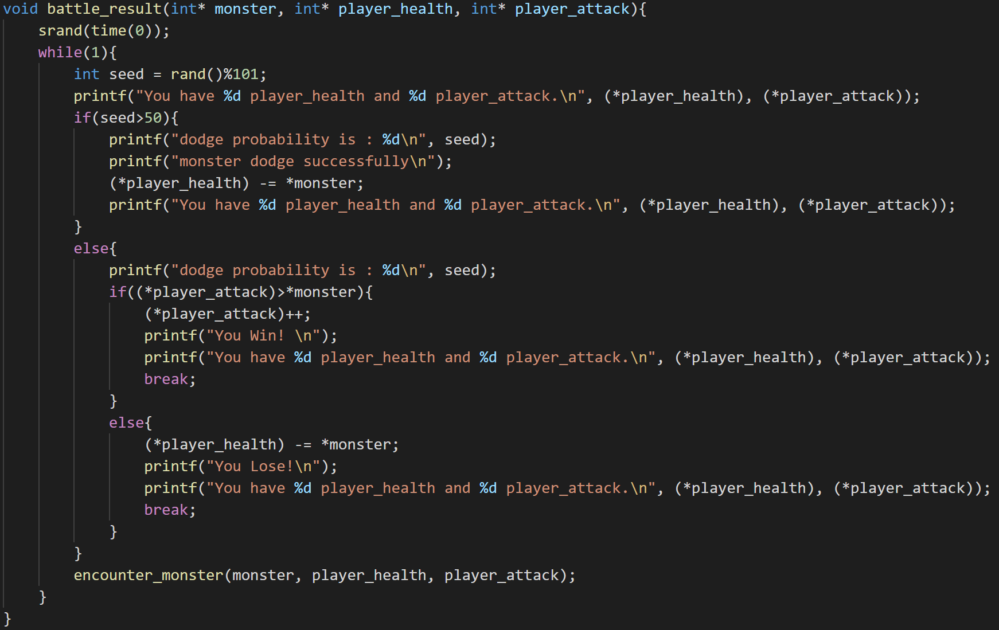 void battle_result(int* monster, int* player_health, int* player_attack){
    srand(time(0));
    while(1){
        int seed = rand()%101;
        printf("You have %d player_health and %d player_attack.\n", (*player_health), (*player_attack));
        if(seed>50){
            printf("dodge probability is : %d\n", seed);
            printf("monster dodge successfully\n");
            (*player_health) -= *monster;
            printf("You have %d player_health and %d player_attack.\n", (*player_health), (*player_attack));
        }
        else{
            printf("dodge probability is : %d\n", seed);
            if((*player_attack)>*monster){
                (*player_attack)++;
                printf("You Win! \n");
                printf("You have %d player_health and %d player_attack.\n", (*player_health), (*player_attack));
                break;
            }
            else{
                (*player_health) -= *monster;
                printf("You Lose!\n");
                printf("You have %d player_health and %d player_attack.\n", (*player_health), (*player_attack));
                break;
            }
        }
        encounter_monster(monster, player_health, player_attack);
    }
}